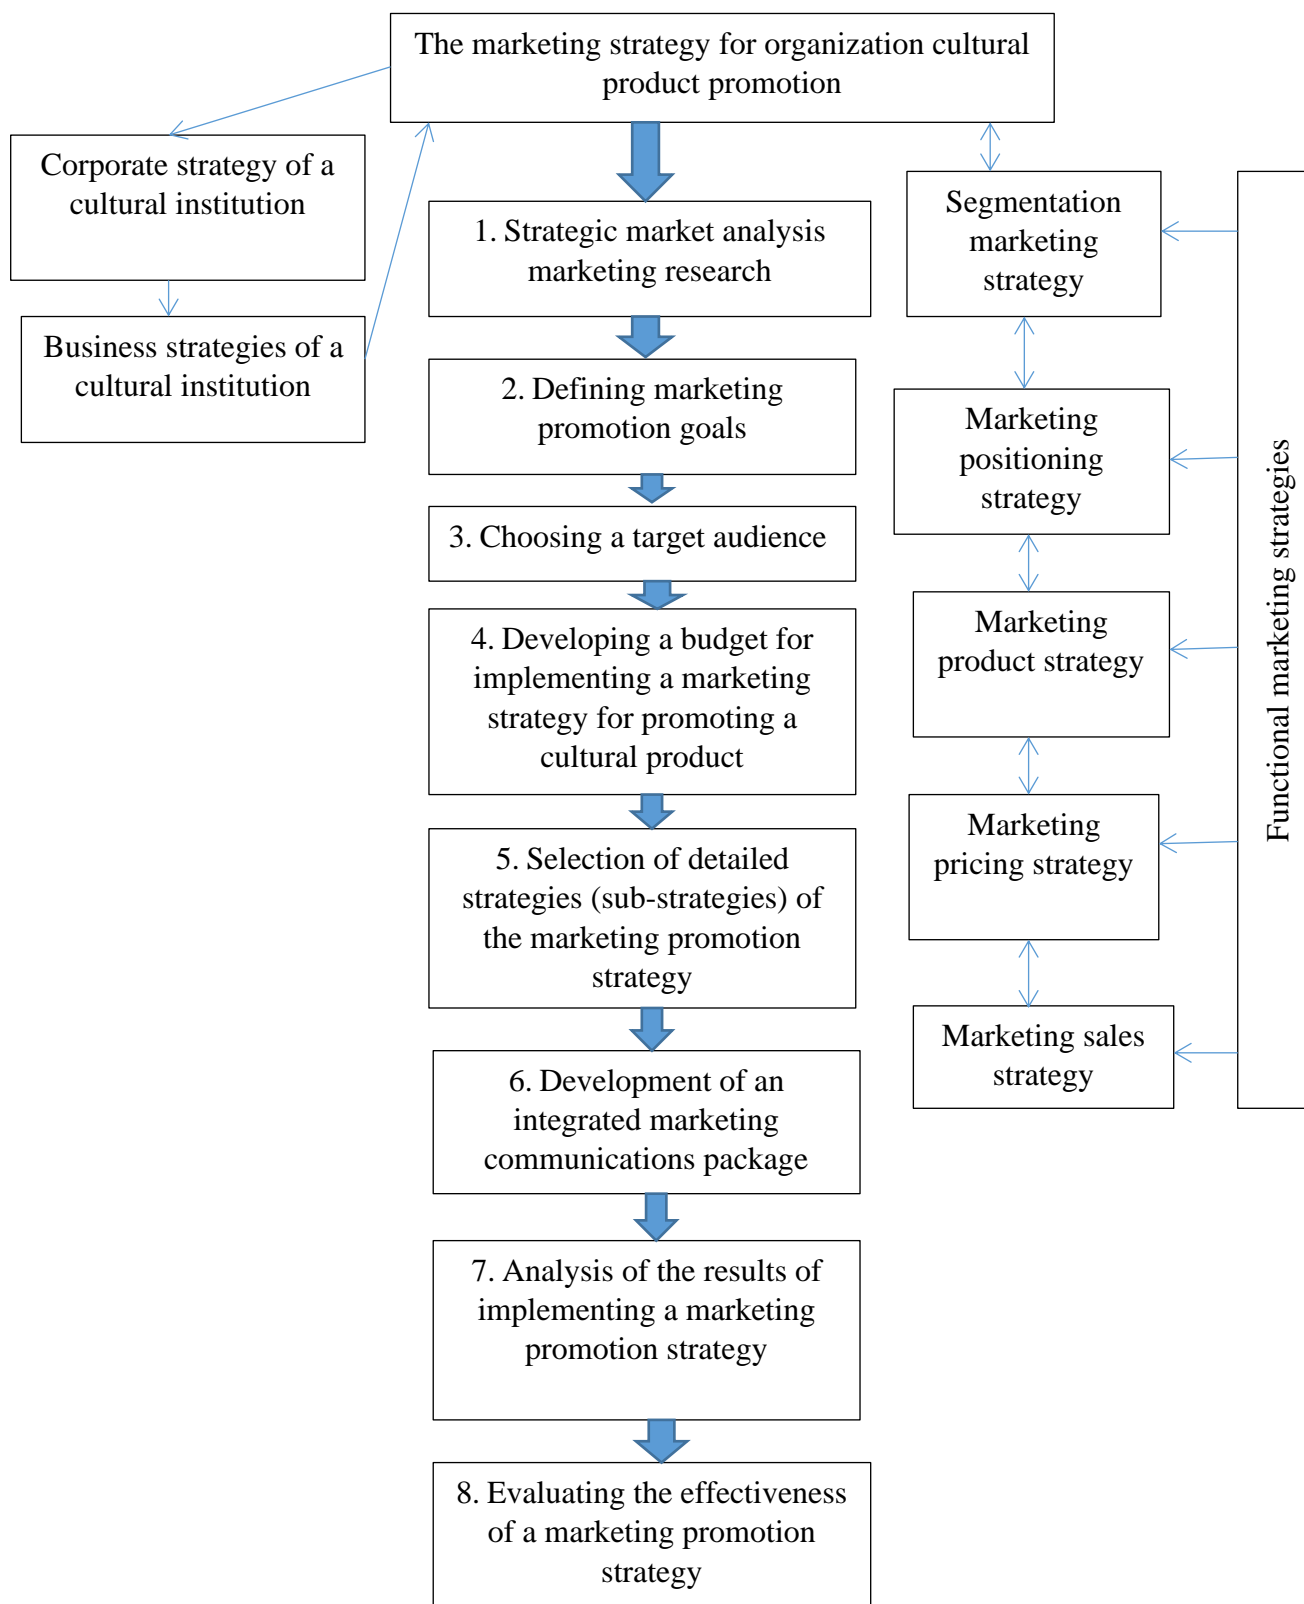 The marketing strategy for organization cultural
product promotion
Corporate strategy of a
cultural institution
Business strategies of a
cultural institution
1. Strategic market analysis
marketing research
2. Defining marketing
promotion goals
3. Choosing a target audience
4. Developing a budget for
implementing a marketing
strategy for promoting a
cultural product
5. Selection of detailed
strategies (sub-strategies) of
the marketing promotion
strategy
6. Development of an
integrated marketing
communications package
7. Analysis of the results of
implementing a marketing
promotion strategy
8. Evaluating the effectiveness
of a marketing promotion
strategy
Segmentation
marketing
strategy
Marketing
positioning
strategy
Marketing
product strategy
Marketing
pricing strategy
Marketing sales
strategy
Functional marketing strategies